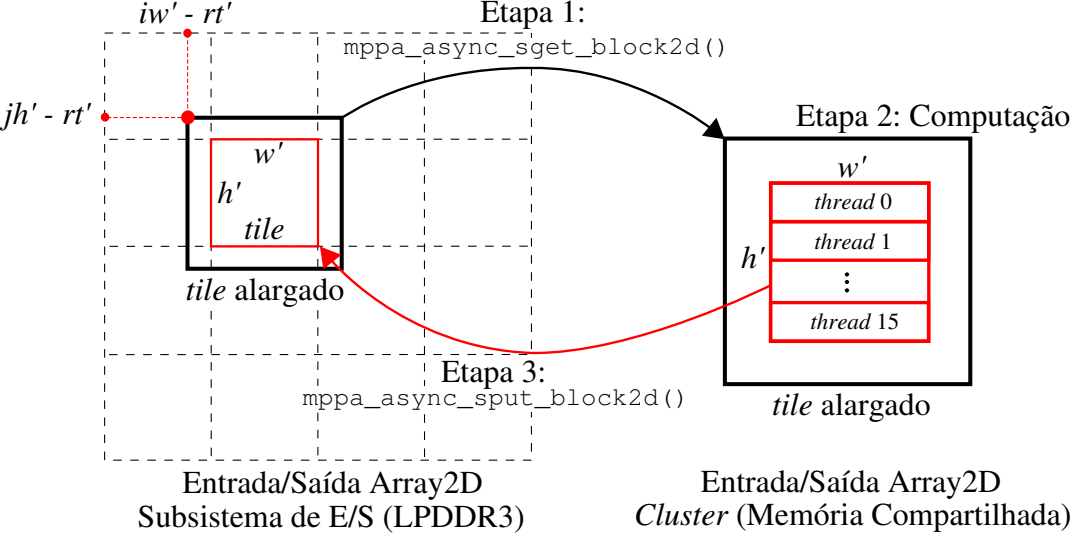 iw' - rt'
Etapa 1:
mppa_async_sget_block2d()
jh' - rt'
Etapa 2: Computação
w'
h'
tile
tile alargado
w'
thread 0
thread 1
h'
⋮
thread 15
tile alargado
Etapa 3:
mppa_async_sput_block2d()
Entrada/Saída Array2D
Subsistema de E/S (LPDDR3)
Entrada/Saída Array2D
Cluster (Memória Compartilhada)